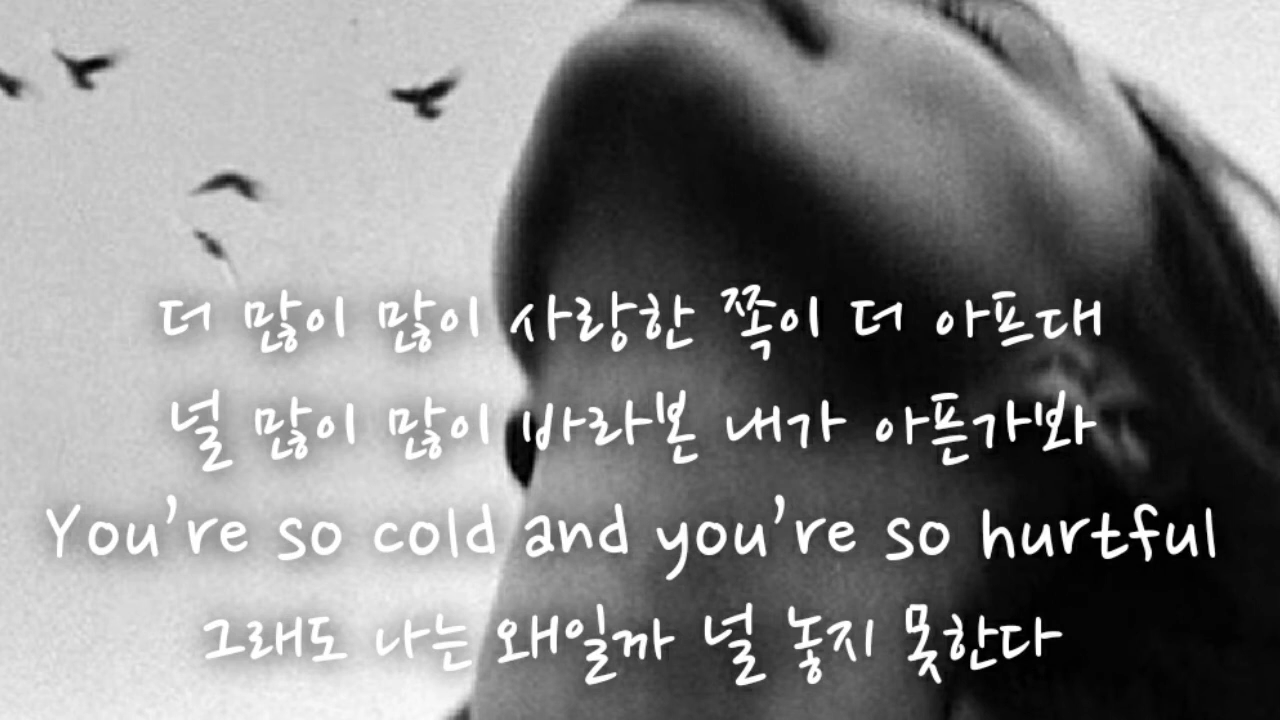 더 많이 많이 사랑한 쪽이 더 아프대
널 많이 많이 바라본 내가 아픈가봐
You're so cold and you're so hurtful
그래도 나는 왜일까 널 놓지 못한다